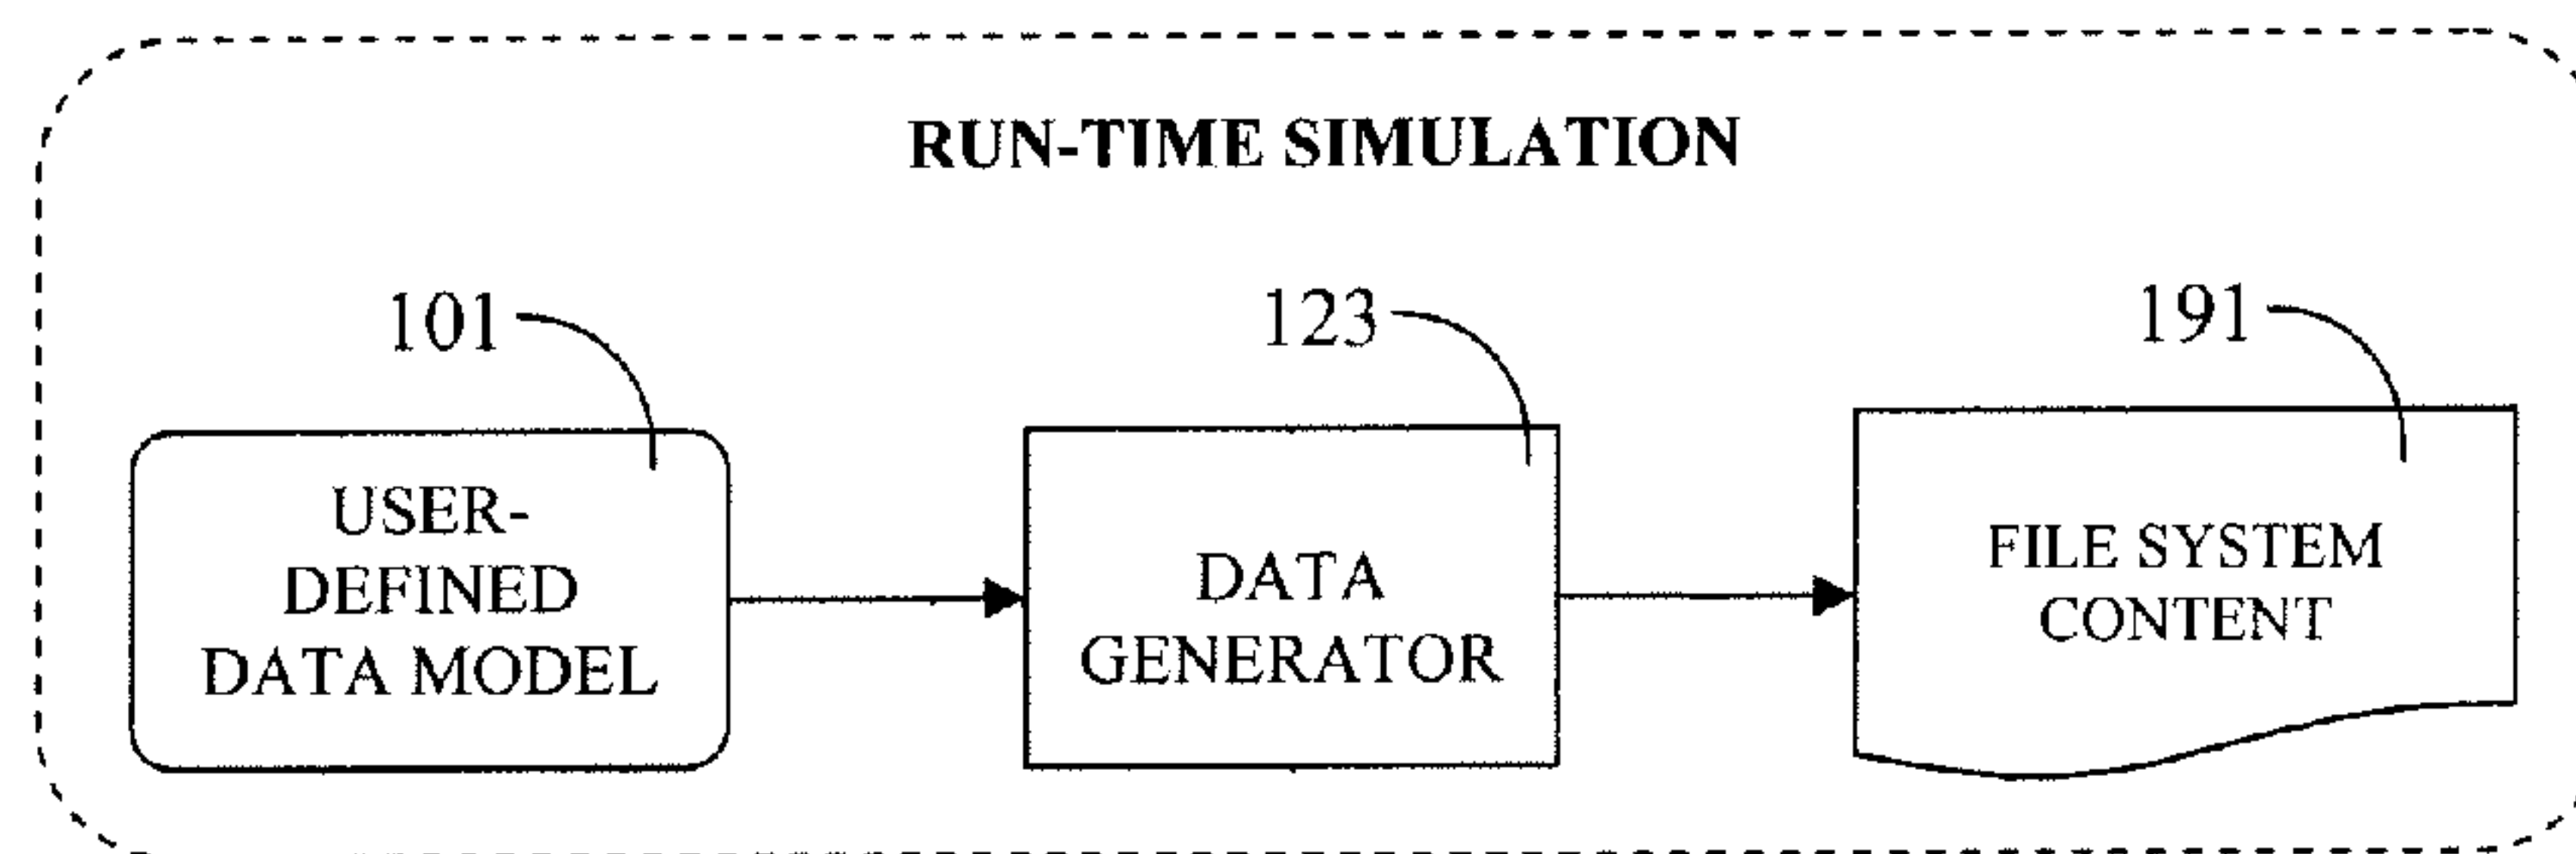 RUN-TIME SIMULATION
101
123
191
USER-
DEFINED
DATA MODEL
DATA
GENERATOR
FILE SYSTEM
CONTENT